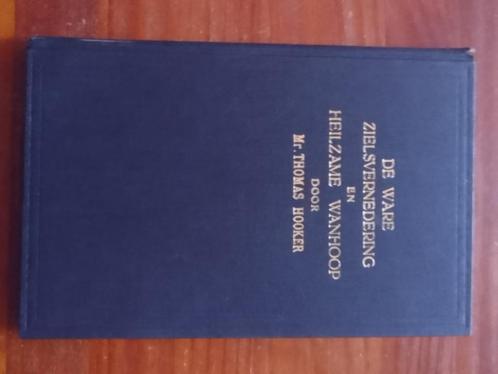 DE WARE
ZIELSVERNEDERING
EN
HEILZAME WANHOOP
DOOR
Mr. THOMAS HOOKER